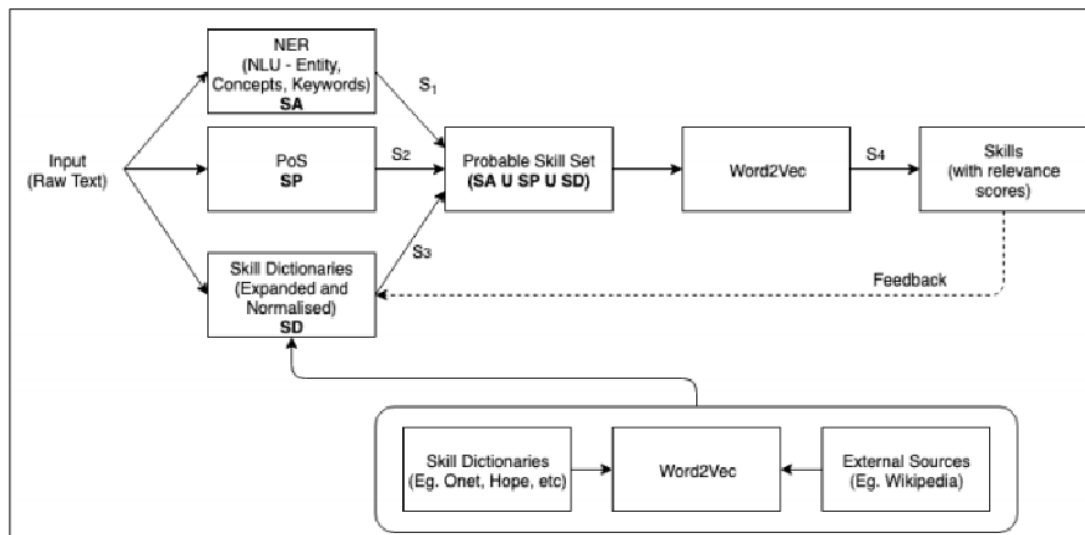 NER
(NLU - Entity,
Concepts, Keywords)
SA
S1
Input
(Raw Text)
PoS
SP
S2
Probable Skill Set
(SA U SP U SD)
Word2Vec
S4
Skills
(with relevance
scores)
S3
Skill Dictionaries
(Expanded and
Normalised)
SD
Feedback
Skill Dictionaries
(Eg. Onet, Hope, etc)
Word2Vec
External Sources
(Eg. Wikipedia)